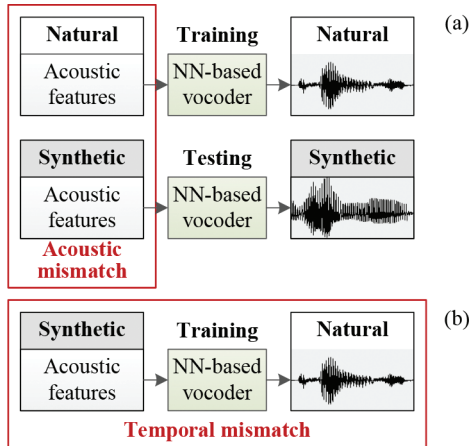 Natural Training Natural (a)
Acoustic features NN-based vocoder
Synthetic Testing Synthetic
Acoustic features NN-based vocoder
Acoustic mismatch
(b)
Synthetic Training Natural
Acoustic features NN-based vocoder
Temporal mismatch